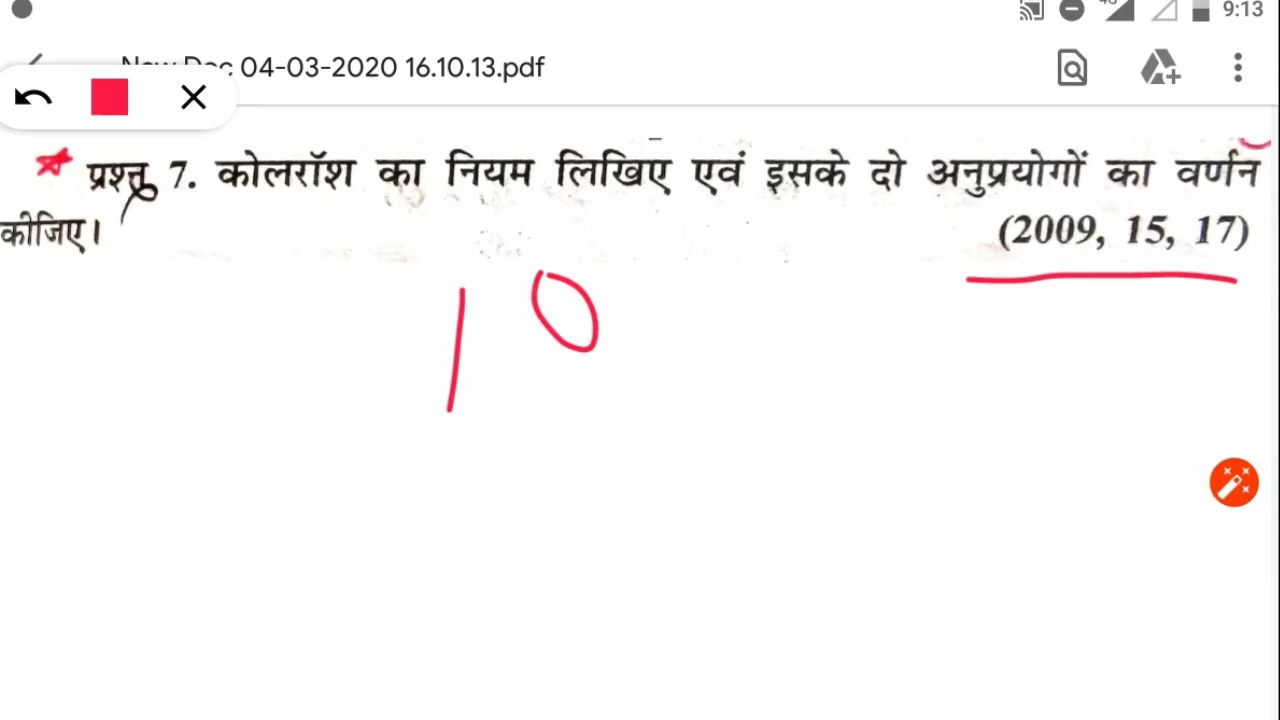 9:13
04-03-2020 16.10.13.pdf
प्रश्न 7. कोलरॉश का नियम लिखिए एवं इसके दो अनुप्रयोगों का वर्णन
कीजिए। (2009, 15, 17)
10